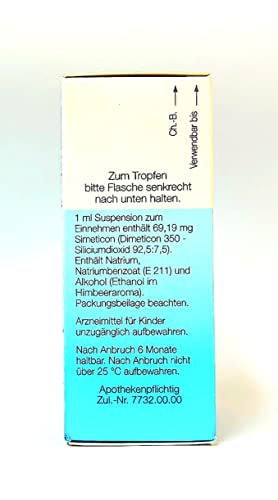 Ch.-B.
Verwendbar bis
Zum Tropfen
bitte Flasche senkrecht
nach unten halten.
1 ml Suspension zum
Einnehmen enthält 69,19 mg
Simeticon (Dimeticon 350 -
Siliciumdioxid 92,5:7,5).
Enthält Natrium,
Natriumbenzoat (E 211) und
Alkohol (Ethanol im
Himbeeraroma).
Packungsbeilage beachten.
Arzneimittel für Kinder
unzugänglich aufbewahren.
Nach Anbruch 6 Monate
haltbar. Nach Anbruch nicht
über 25 °C aufbewahren.
Apothekenpflichtig
Zul.-Nr. 7732.00.00